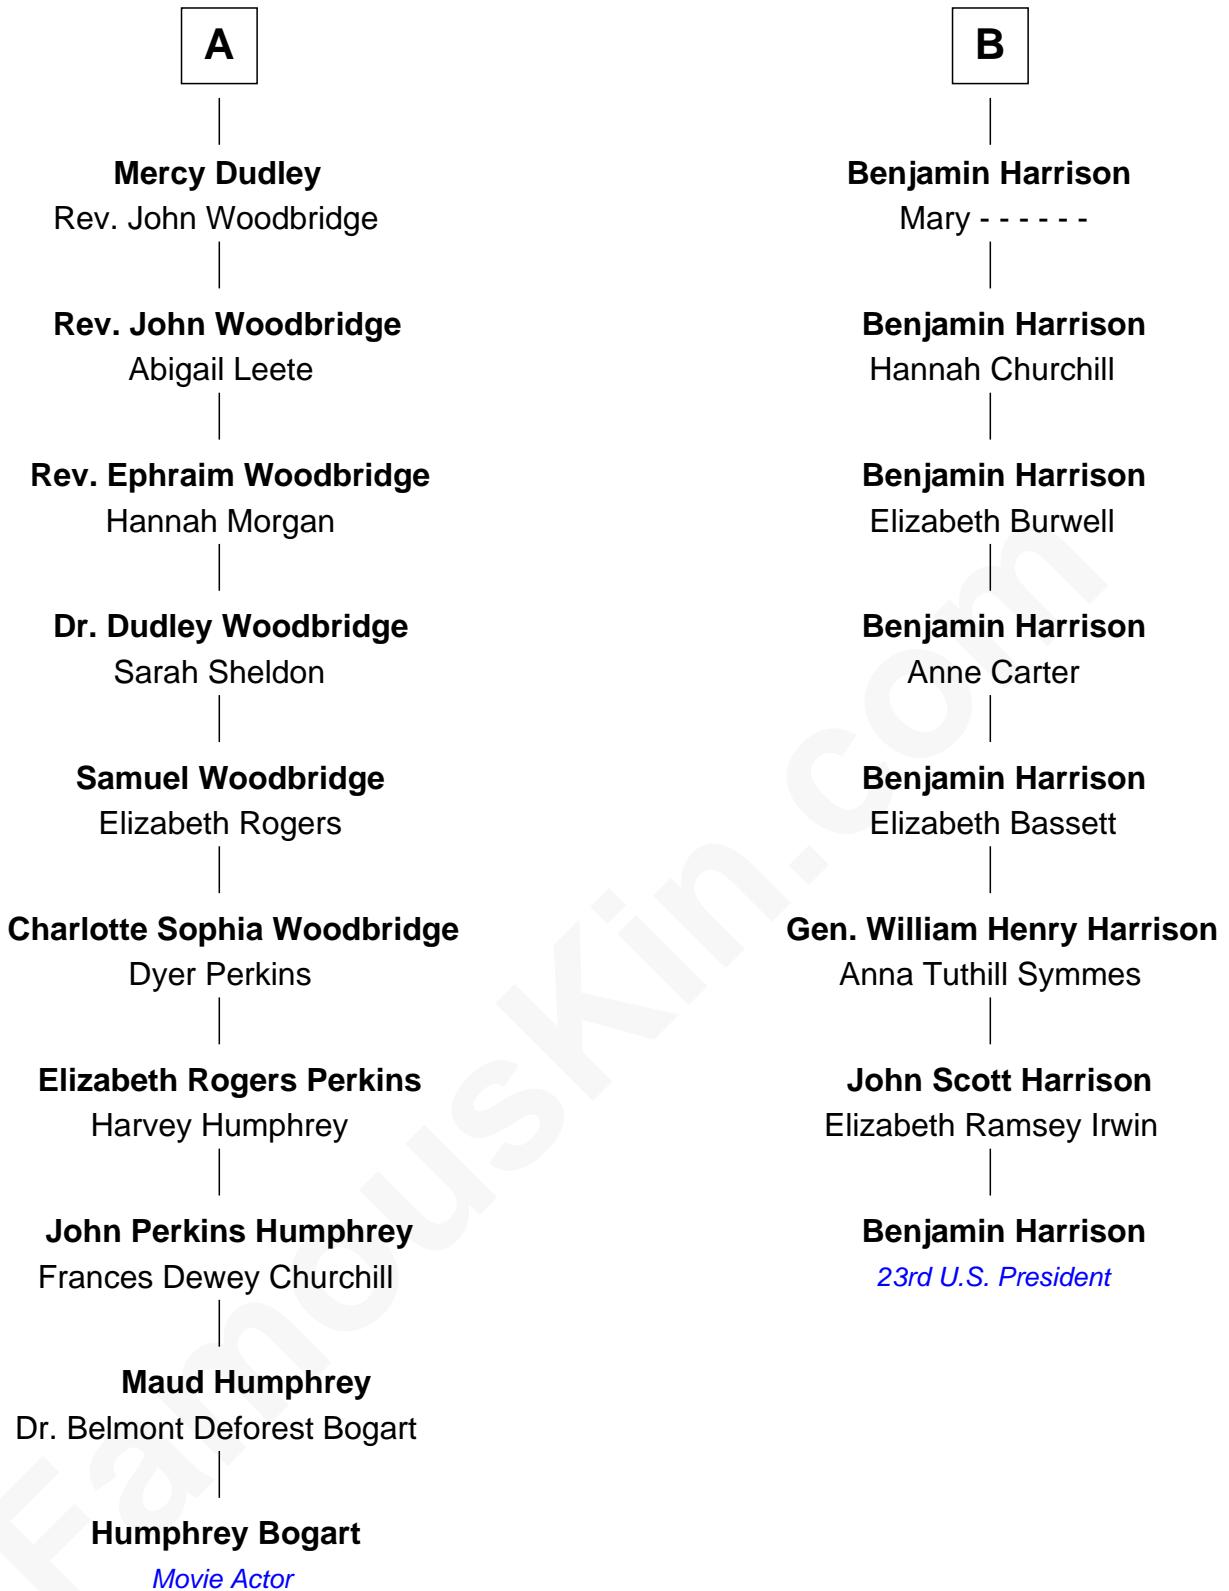 A
Mercy Dudley
Rev. John Woodbridge
Rev. John Woodbridge
Abigail Leete
Rev. Ephraim Woodbridge
Hannah Morgan
Dr. Dudley Woodbridge
Sarah Sheldon
Samuel Woodbridge
Elizabeth Rogers
Charlotte Sophia Woodbridge
Dyer Perkins
Elizabeth Rogers Perkins
Harvey Humphrey
John Perkins Humphrey
Frances Dewey Churchill
Maud Humphrey
Dr. Belmont Deforest Bogart
Humphrey Bogart
Movie Actor
B
Benjamin Harrison
Mary - - - - - -
Benjamin Harrison
Hannah Churchill
Benjamin Harrison
Elizabeth Burwell
Benjamin Harrison
Anne Carter
Benjamin Harrison
Elizabeth Bassett
Gen. William Henry Harrison
Anna Tuthill Symmes
John Scott Harrison
Elizabeth Ramsey Irwin
Benjamin Harrison
23rd U.S. President
FamousKin.com